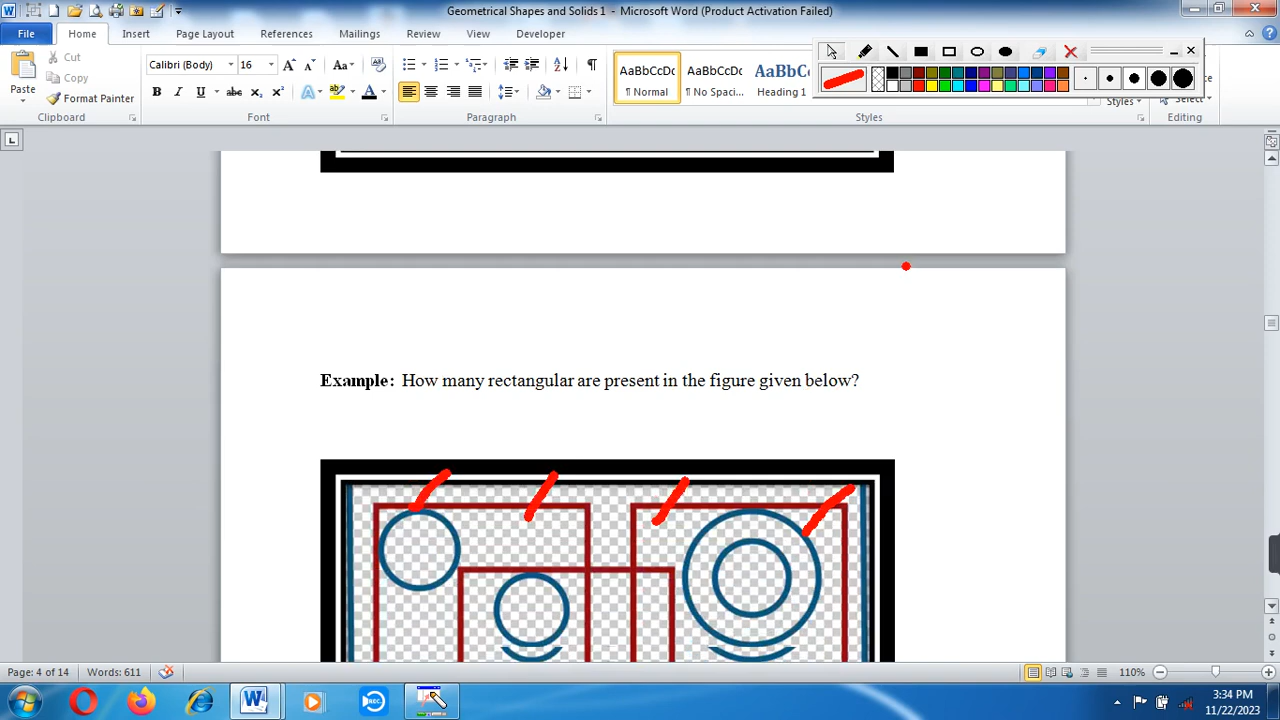 Geometrical Shapes and Solids 1 - Microsoft Word (Product Activation Failed)
File Home Insert Page Layout References Mailings Review View Developer
Paste
Cut
Copy
Format Painter
Clipboard
Calibri (Body) 16
Font
Paragraph
AaBbCcDc AaBbCcDc AaBbC
¶ Normal ¶ No Spaci... Heading 1
Styles
Styles
Select
Editing
Example: How many rectangular are present in the figure given below?
Page: 4 of 14 Words: 611 110%
REC
3:34 PM
11/22/2023